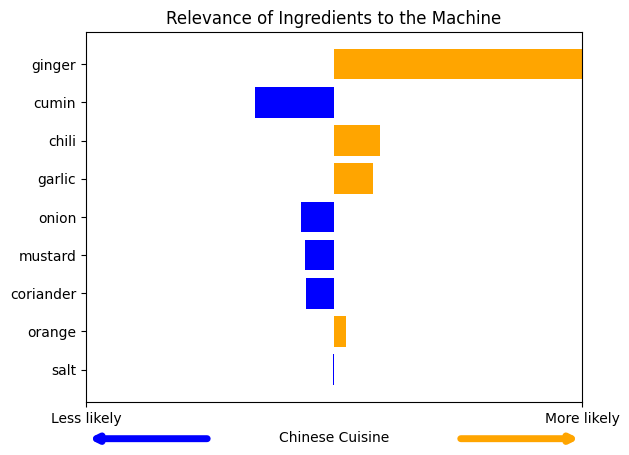 Relevance of Ingredients to the Machine
ginger
cumin
chili
garlic
onion
mustard
coriander
orange
salt
Less likely
More likely
Chinese Cuisine